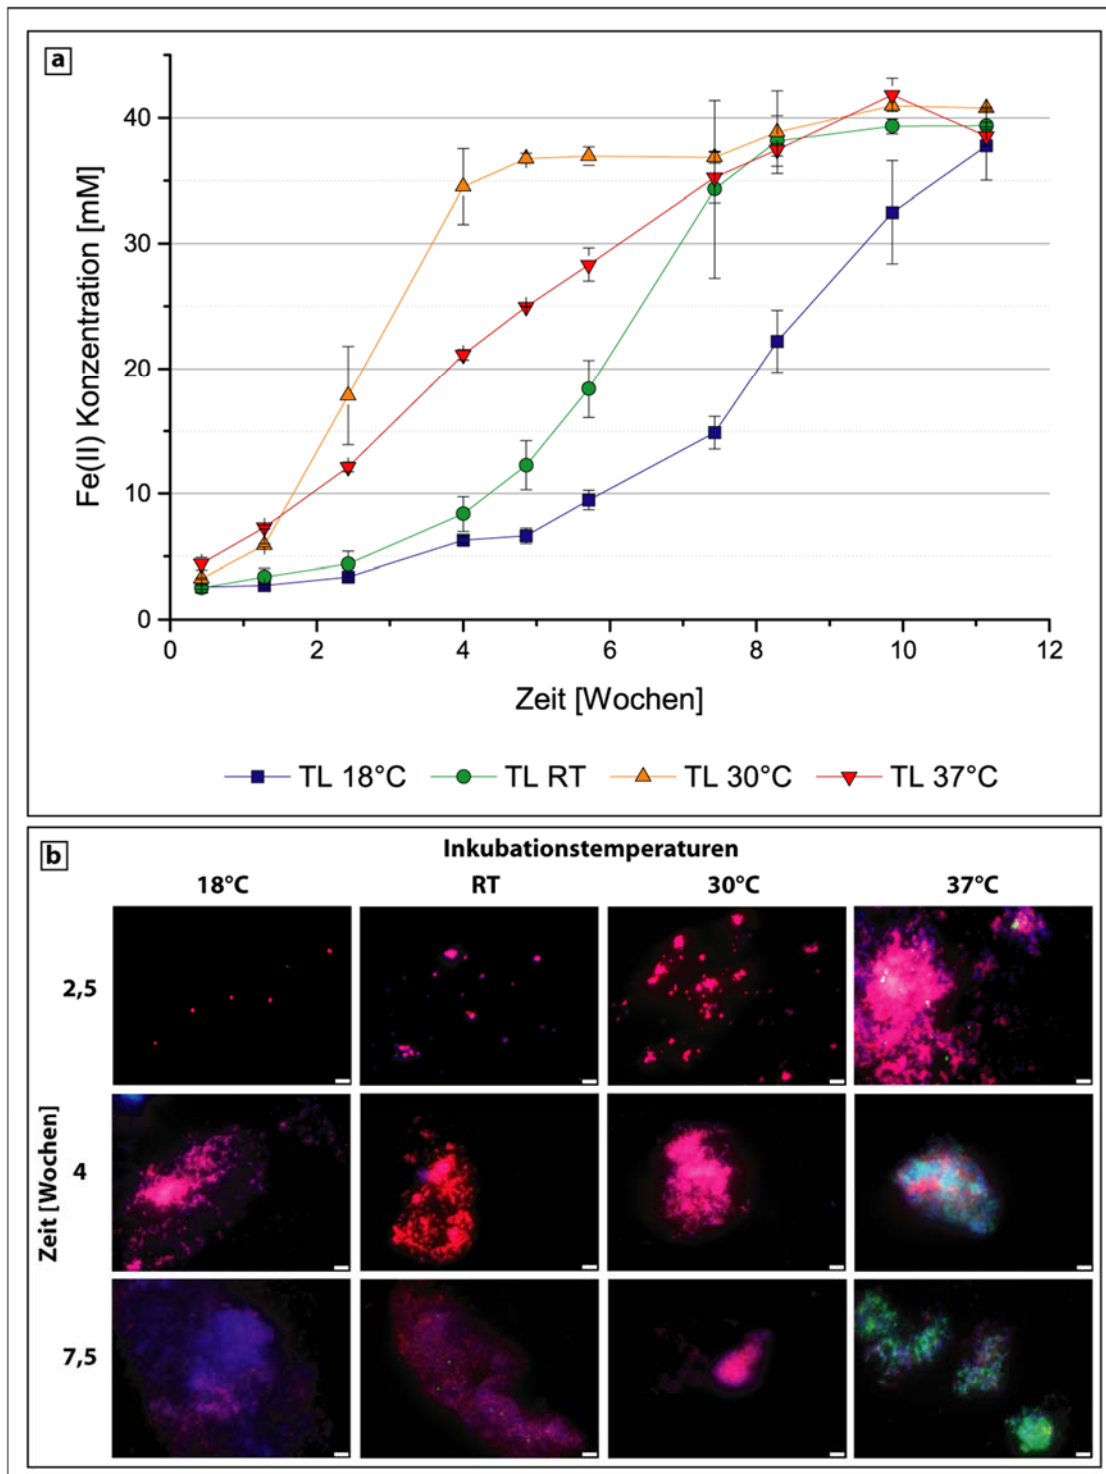 a
Fe(II) Konzentration [mM]
40
30
20
10
0
0 2 4 6 8 10 12
Zeit [Wochen]
TL 18°C TL RT TL 30°C TL 37°C
b
Inkubationstemperaturen
18°C RT 30°C 37°C
Zeit [Wochen]
2,5
4
7,5